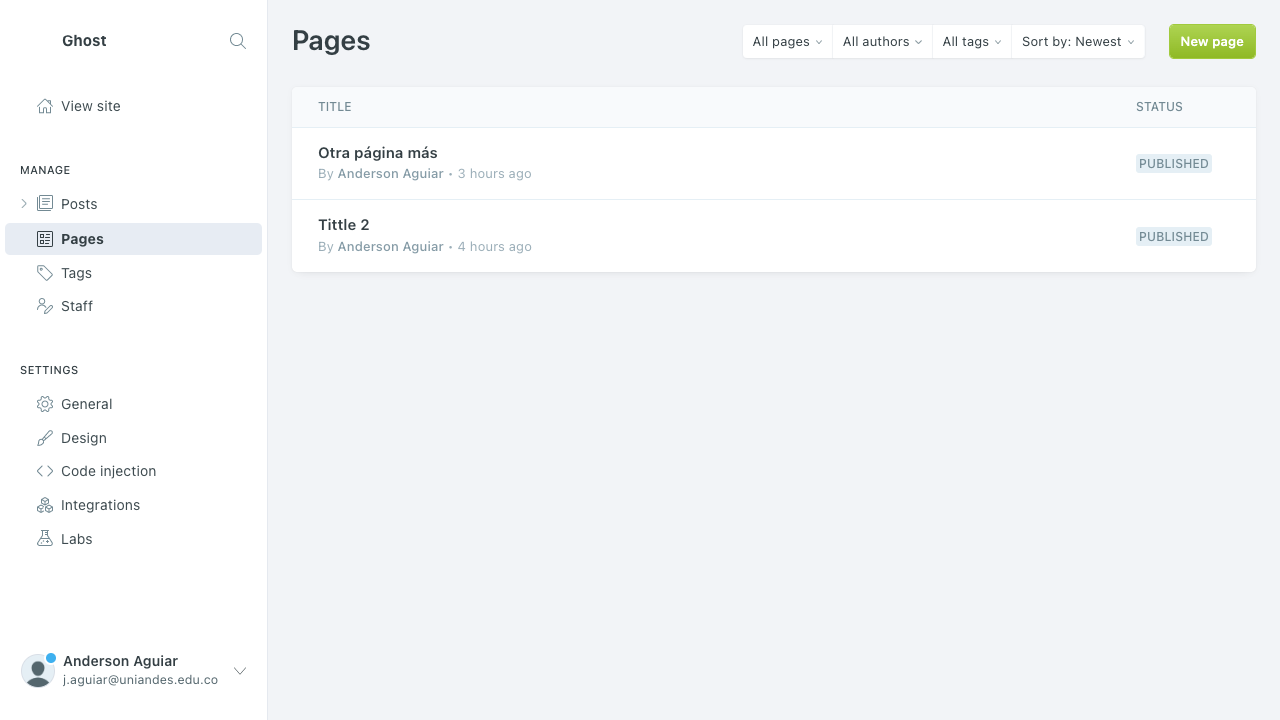 Ghost
View site
MANAGE
Posts
Pages
Tags
Staff
SETTINGS
General
Design
Code injection
Integrations
Labs
Anderson Aguiar
j.aguiar@uniandes.edu.co
Pages
All pages All authors All tags Sort by: Newest New page
TITLE STATUS
Otra página más
By Anderson Aguiar • 3 hours ago PUBLISHED
Tittle 2
By Anderson Aguiar • 4 hours ago PUBLISHED